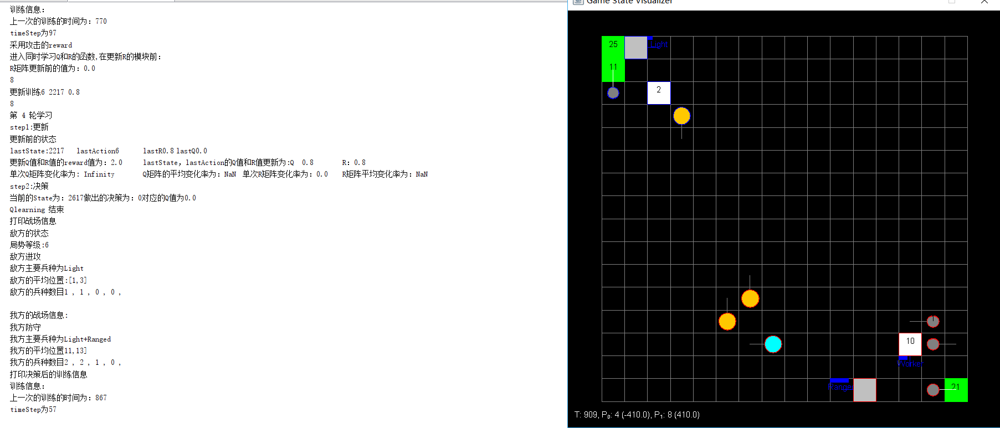 训练信息:
上一次的训练的时间为: 770
timeStep为97
采用攻击的reward
进入同时学习Q和R的函数,在更新R的模块前:
R矩阵更新前的值为: 0.0
8
更新训练6 2217 0.8
8
第 4 轮学习
step1:更新
更新前的状态
lastState:2217 lastAction6 lastR0.8 lastQ0.0
更新Q值和R值的reward值为: 2.0 lastState, lastAction的Q值和R值更新为:Q 0.8 R: 0.8
单次Q矩阵变化率为: Infinity Q矩阵的平均变化率为: NaN 单次R矩阵变化率为: 0.0 R矩阵平均变化率为: NaN
step2:决策
当前的State为: 2617做出的决策为: 0对应的Q值为0.0
Qlearning 结束
打印战场信息
敌方的状态
局势等级:6
敌方进攻
敌方主要兵种为Light
敌方的平均位置:[1,3]
敌方的兵种数目1 , 1 , 0 , 0 ,
我方的战场信息:
我方防守
我方主要兵种为Light+Ranged
我方的平均位置11,13]
我方的兵种数目2 , 2 , 1 , 0 ,
打印决策后的训练信息
训练信息:
上一次的训练的时间为: 867
timeStep为57
Game State Visualizer
25
Light
11
2
10
Worker
Ranged
21
T: 909, P₀: 4 (-410.0), P₁: 8 (410.0)